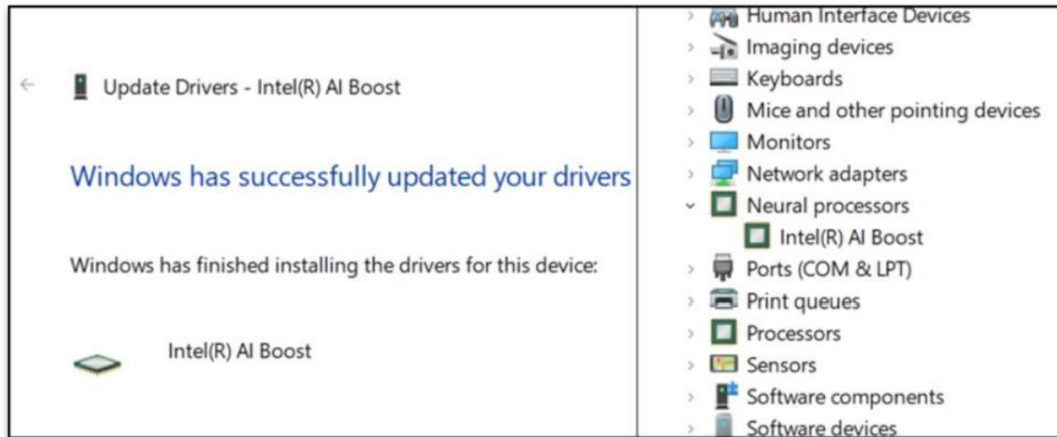 Update Drivers - Intel(R) AI Boost
Windows has successfully updated your drivers
Windows has finished installing the drivers for this device:
Intel(R) AI Boost
Human Interface Devices
Imaging devices
Keyboards
Mice and other pointing devices
Monitors
Network adapters
Neural processors
Intel(R) AI Boost
Ports (COM & LPT)
Print queues
Processors
Sensors
Software components
Software devices